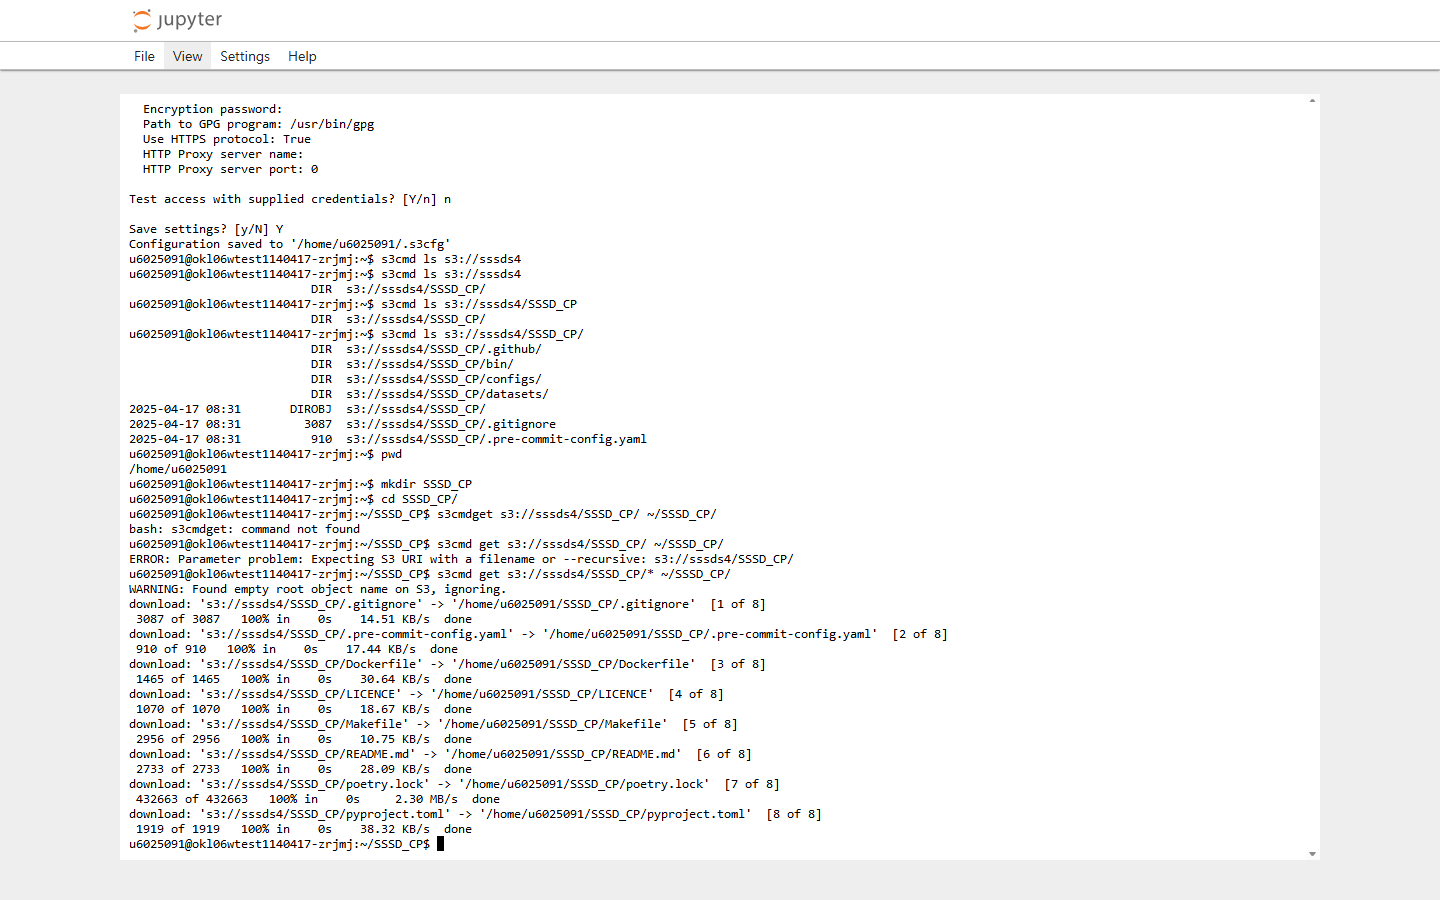 jupyter
File View Settings Help
Encryption password:
Path to GPG program: /usr/bin/gpg
Use HTTPS protocol: True
HTTP Proxy server name:
HTTP Proxy server port: 0
Test access with supplied credentials? [Y/n] n
Save settings? [y/N] Y
Configuration saved to '/home/u6025091/.s3cfg'
u6025091@okl06wtest1140417-zrjmj:~$ s3cmd ls s3://sssds4
u6025091@okl06wtest1140417-zrjmj:~$ s3cmd ls s3://sssds4
DIR  s3://sssds4/SSSD_CP/
u6025091@okl06wtest1140417-zrjmj:~$ s3cmd ls s3://sssds4/SSSD_CP
DIR  s3://sssds4/SSSD_CP/
u6025091@okl06wtest1140417-zrjmj:~$ s3cmd ls s3://sssds4/SSSD_CP/
DIR  s3://sssds4/SSSD_CP/.github/
DIR  s3://sssds4/SSSD_CP/bin/
DIR  s3://sssds4/SSSD_CP/configs/
DIR  s3://sssds4/SSSD_CP/datasets/
2025-04-17 08:31       DIROBJ  s3://sssds4/SSSD_CP/
2025-04-17 08:31         3087  s3://sssds4/SSSD_CP/.gitignore
2025-04-17 08:31          910  s3://sssds4/SSSD_CP/.pre-commit-config.yaml
u6025091@okl06wtest1140417-zrjmj:~$ pwd
/home/u6025091
u6025091@okl06wtest1140417-zrjmj:~$ mkdir SSSD_CP
u6025091@okl06wtest1140417-zrjmj:~$ cd SSSD_CP/
u6025091@okl06wtest1140417-zrjmj:~/SSSD_CP$ s3cmdget s3://sssds4/SSSD_CP/ ~/SSSD_CP/
bash: s3cmdget: command not found
u6025091@okl06wtest1140417-zrjmj:~/SSSD_CP$ s3cmd get s3://sssds4/SSSD_CP/ ~/SSSD_CP/
ERROR: Parameter problem: Expecting S3 URI with a filename or --recursive: s3://sssds4/SSSD_CP/
u6025091@okl06wtest1140417-zrjmj:~/SSSD_CP$ s3cmd get s3://sssds4/SSSD_CP/* ~/SSSD_CP/
WARNING: Found empty root object name on S3, ignoring.
download: 's3://sssds4/SSSD_CP/.gitignore' -> '/home/u6025091/SSSD_CP/.gitignore'  [1 of 8]
3087 of 3087   100% in    0s    14.51 KB/s  done
download: 's3://sssds4/SSSD_CP/.pre-commit-config.yaml' -> '/home/u6025091/SSSD_CP/.pre-commit-config.yaml'  [2 of 8]
910 of 910   100% in    0s    17.44 KB/s  done
download: 's3://sssds4/SSSD_CP/Dockerfile' -> '/home/u6025091/SSSD_CP/Dockerfile'  [3 of 8]
1465 of 1465   100% in    0s    30.64 KB/s  done
download: 's3://sssds4/SSSD_CP/LICENCE' -> '/home/u6025091/SSSD_CP/LICENCE'  [4 of 8]
1070 of 1070   100% in    0s    18.67 KB/s  done
download: 's3://sssds4/SSSD_CP/Makefile' -> '/home/u6025091/SSSD_CP/Makefile'  [5 of 8]
2956 of 2956   100% in    0s    10.75 KB/s  done
download: 's3://sssds4/SSSD_CP/README.md' -> '/home/u6025091/SSSD_CP/README.md'  [6 of 8]
2733 of 2733   100% in    0s    28.09 KB/s  done
download: 's3://sssds4/SSSD_CP/poetry.lock' -> '/home/u6025091/SSSD_CP/poetry.lock'  [7 of 8]
432663 of 432663   100% in    0s     2.30 MB/s  done
download: 's3://sssds4/SSSD_CP/pyproject.toml' -> '/home/u6025091/SSSD_CP/pyproject.toml'  [8 of 8]
1919 of 1919   100% in    0s    38.32 KB/s  done
u6025091@okl06wtest1140417-zrjmj:~/SSSD_CP$